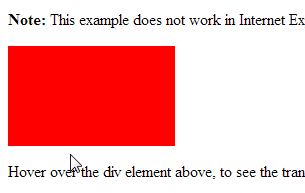 Note: This example does not work in Internet Ex
Hover over the div element above, to see the tran